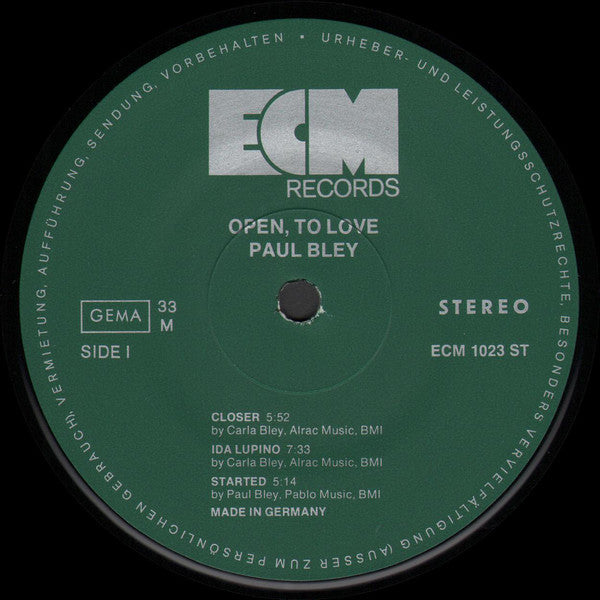 URHEBER- UND LEISTUNGSSCHUTZRECHTE, BESONDERS VERVIELFÄLTIGUNG (AUSSER ZUM PERSÖNLICHEN GEBRAUCH), VERMIETUNG, AUFFÜHRUNG, SENDUNG, VORBEHALTEN •
ECM
RECORDS
OPEN, TO LOVE
PAUL BLEY
GEMA 33 M
STEREO
SIDE I
ECM 1023 ST
CLOSER 5:52
by Carla Bley, Alrac Music, BMI
IDA LUPINO 7:33
by Carla Bley, Alrac Music, BMI
STARTED 5:14
by Paul Bley, Pablo Music, BMI
MADE IN GERMANY